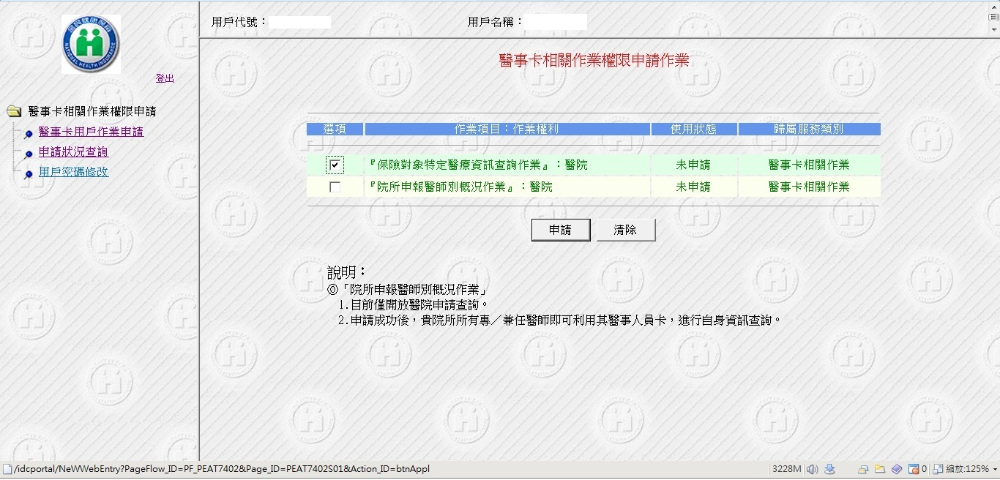 用戶代號：
用戶名稱：
NATIONAL HEALTH INSURANCE
登出
醫事卡相關作業權限申請
醫事卡用戶作業申請
申請狀況查詢
用戶密碼修改
醫事卡相關作業權限申請作業
選項 作業項目：作業權利 使用狀態 歸屬服務類別
『保險對象特定醫療資訊查詢作業』：醫院 未申請 醫事卡相關作業
『院所申報醫師別概況作業』：醫院 未申請 醫事卡相關作業
申請 清除
說明：
◎「院所申報醫師別概況作業」
1.目前僅開放醫院申請查詢。
2.申請成功後，貴院所所有專／兼任醫師即可利用其醫事人員卡，進行自身資訊查詢。
/idcportal/NeWWebEntry?PageFlow_ID=PF_PEAT7402&Page_ID=PEAT7402S01&Action_ID=btnAppl
3228M 0 縮放:125%